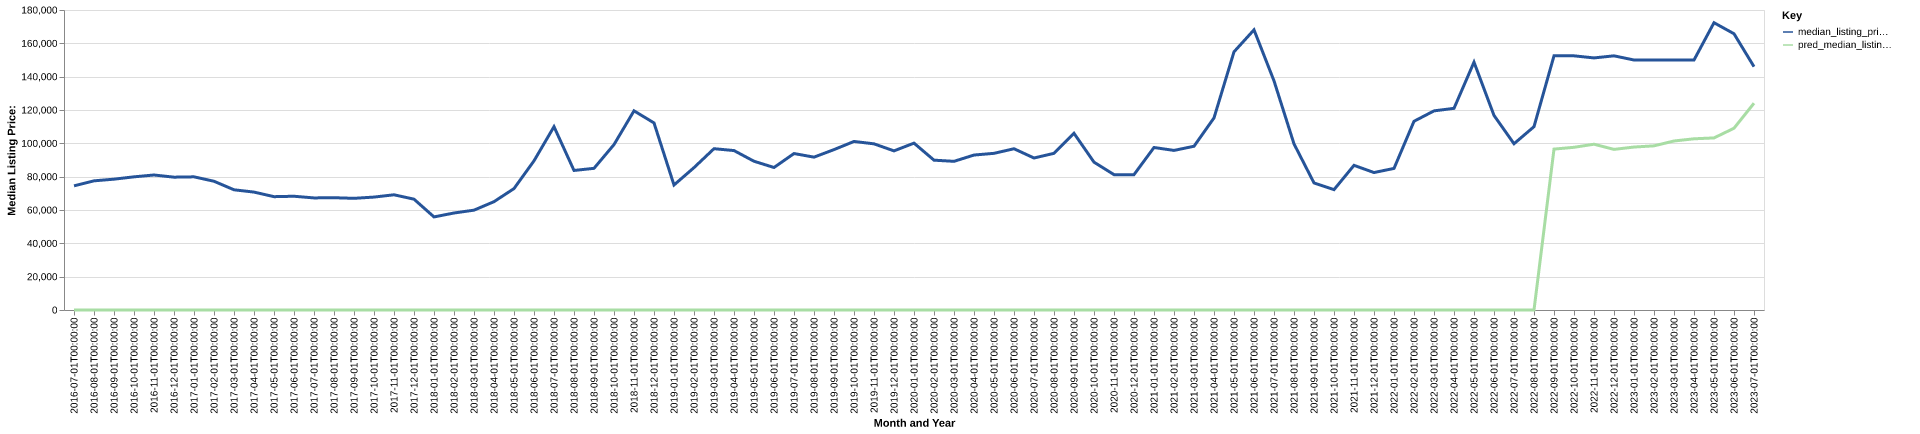 180,000
160,000
140,000
120,000
100,000
80,000
60,000
40,000
20,000
0
Median Listing Price:
2016-07-01T00:00:00
2016-08-01T00:00:00
2016-09-01T00:00:00
2016-10-01T00:00:00
2016-11-01T00:00:00
2016-12-01T00:00:00
2017-01-01T00:00:00
2017-02-01T00:00:00
2017-03-01T00:00:00
2017-04-01T00:00:00
2017-05-01T00:00:00
2017-06-01T00:00:00
2017-07-01T00:00:00
2017-08-01T00:00:00
2017-09-01T00:00:00
2017-10-01T00:00:00
2017-11-01T00:00:00
2017-12-01T00:00:00
2018-01-01T00:00:00
2018-02-01T00:00:00
2018-03-01T00:00:00
2018-04-01T00:00:00
2018-05-01T00:00:00
2018-06-01T00:00:00
2018-07-01T00:00:00
2018-08-01T00:00:00
2018-09-01T00:00:00
2018-10-01T00:00:00
2018-11-01T00:00:00
2018-12-01T00:00:00
2019-01-01T00:00:00
2019-02-01T00:00:00
2019-03-01T00:00:00
2019-04-01T00:00:00
2019-05-01T00:00:00
2019-06-01T00:00:00
2019-07-01T00:00:00
2019-08-01T00:00:00
2019-09-01T00:00:00
2019-10-01T00:00:00
2019-11-01T00:00:00
2019-12-01T00:00:00
2020-01-01T00:00:00
2020-02-01T00:00:00
2020-03-01T00:00:00
2020-04-01T00:00:00
2020-05-01T00:00:00
2020-06-01T00:00:00
2020-07-01T00:00:00
2020-08-01T00:00:00
2020-09-01T00:00:00
2020-10-01T00:00:00
2020-11-01T00:00:00
2020-12-01T00:00:00
2021-01-01T00:00:00
2021-02-01T00:00:00
2021-03-01T00:00:00
2021-04-01T00:00:00
2021-05-01T00:00:00
2021-06-01T00:00:00
2021-07-01T00:00:00
2021-08-01T00:00:00
2021-09-01T00:00:00
2021-10-01T00:00:00
2021-11-01T00:00:00
2021-12-01T00:00:00
2022-01-01T00:00:00
2022-02-01T00:00:00
2022-03-01T00:00:00
2022-04-01T00:00:00
2022-05-01T00:00:00
2022-06-01T00:00:00
2022-07-01T00:00:00
2022-08-01T00:00:00
2022-09-01T00:00:00
2022-10-01T00:00:00
2022-11-01T00:00:00
2022-12-01T00:00:00
2023-01-01T00:00:00
2023-02-01T00:00:00
2023-03-01T00:00:00
2023-04-01T00:00:00
2023-05-01T00:00:00
2023-06-01T00:00:00
2023-07-01T00:00:00
Month and Year
Key
median_listing_pri...
pred_median_listin...